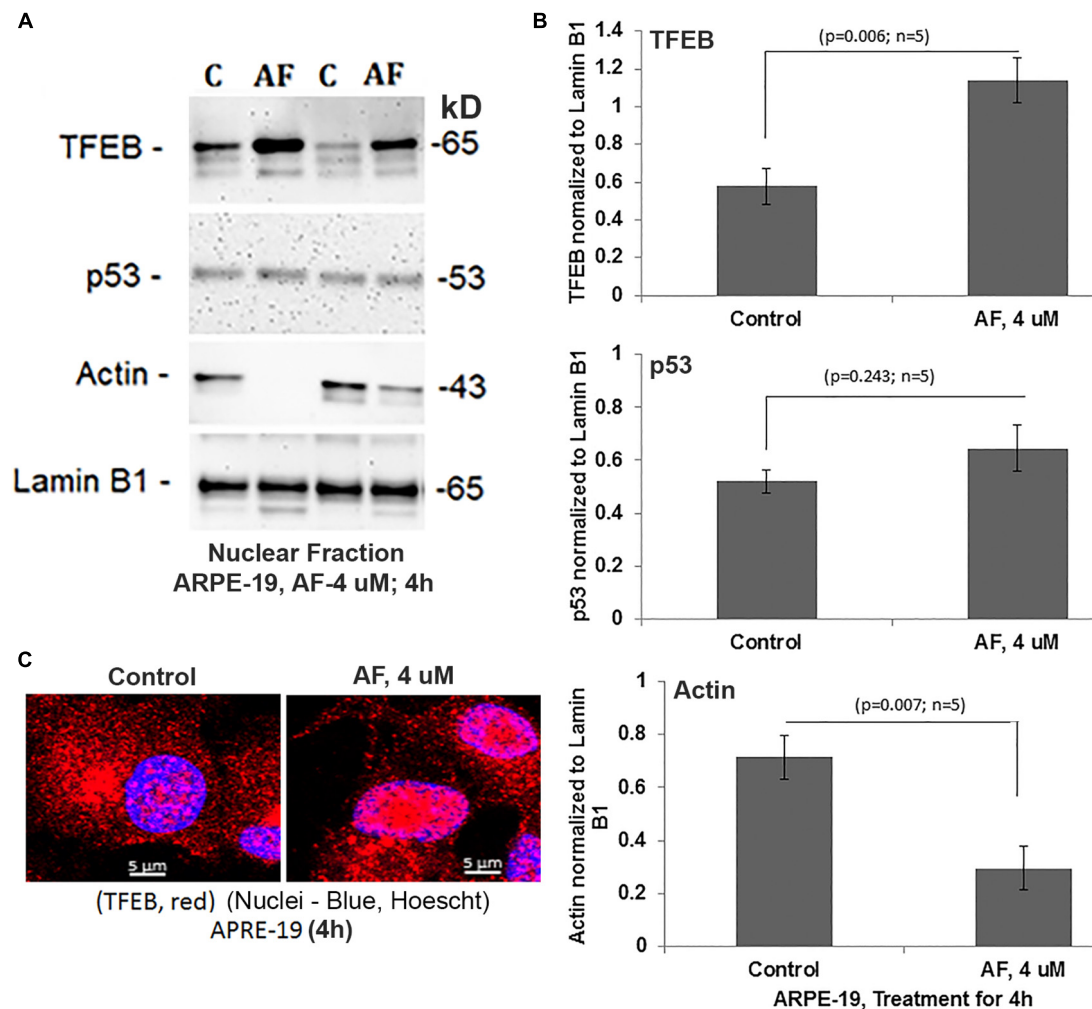 A
C AF C AF
kD
TFEB - -65
p53 - -53
Actin - -43
Lamin B1 - -65
Nuclear Fraction
ARPE-19, AF-4 uM; 4h
B
TFEB
(p=0.006; n=5)
TFEB nomalized to Lamin B1
1.4
1.2
1
0.8
0.6
0.4
0.2
0
Control AF, 4 uM
p53
(p=0.243; n=5)
p53 normalized to Lamin B1
1
0.8
0.6
0.4
0.2
0
Control AF, 4 uM
Actin
(p=0.007; n=5)
Actin normalized to Lamin
B1
1
0.8
0.6
0.4
0.2
0
Control AF, 4 uM
ARPE-19, Treatment for 4h
C
Control AF, 4 uM
5 µm 5 µm
(TFEB, red) (Nuclei - Blue, Hoescht)
APRE-19 (4h)